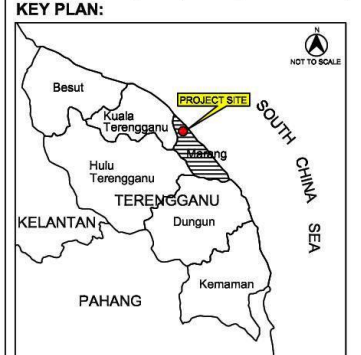 KEY PLAN:
N
NOT TO SCALE
Besut
PROJECT SITE
Kuala
Terengganu
SOUTH CHINA SEA
Marang
Hulu
Terengganu
TERENGGANU
KELANTAN
Dungun
Kemaman
PAHANG